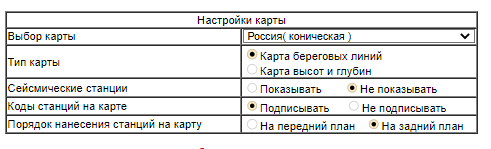 Настройки карты
Выбор карты Россия( коническая )
Тип карты Карта береговых линий
Карта высот и глубин
Сейсмические станции Показывать Не показывать
Коды станций на карте Подписывать Не подписывать
Порядок нанесения станций на карту На передний план На задний план